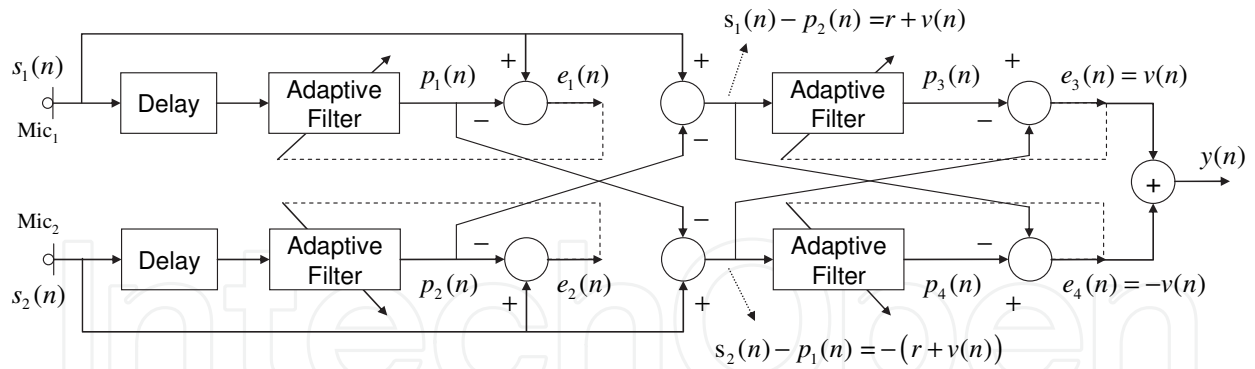 s₁(n) − p₂(n) = r + v(n)
s₁(n)
Mic₁
Delay
Adaptive Filter
p₁(n)
+
−
e₁(n)
+
−
Adaptive Filter
p₃(n)
+
−
e₃(n) = v(n)
y(n)
+
Mic₂
s₂(n)
Delay
Adaptive Filter
p₂(n)
−
+
e₂(n)
−
+
Adaptive Filter
p₄(n)
−
+
e₄(n) = −v(n)
s₂(n) − p₁(n) = −(r + v(n))
IntechOpen